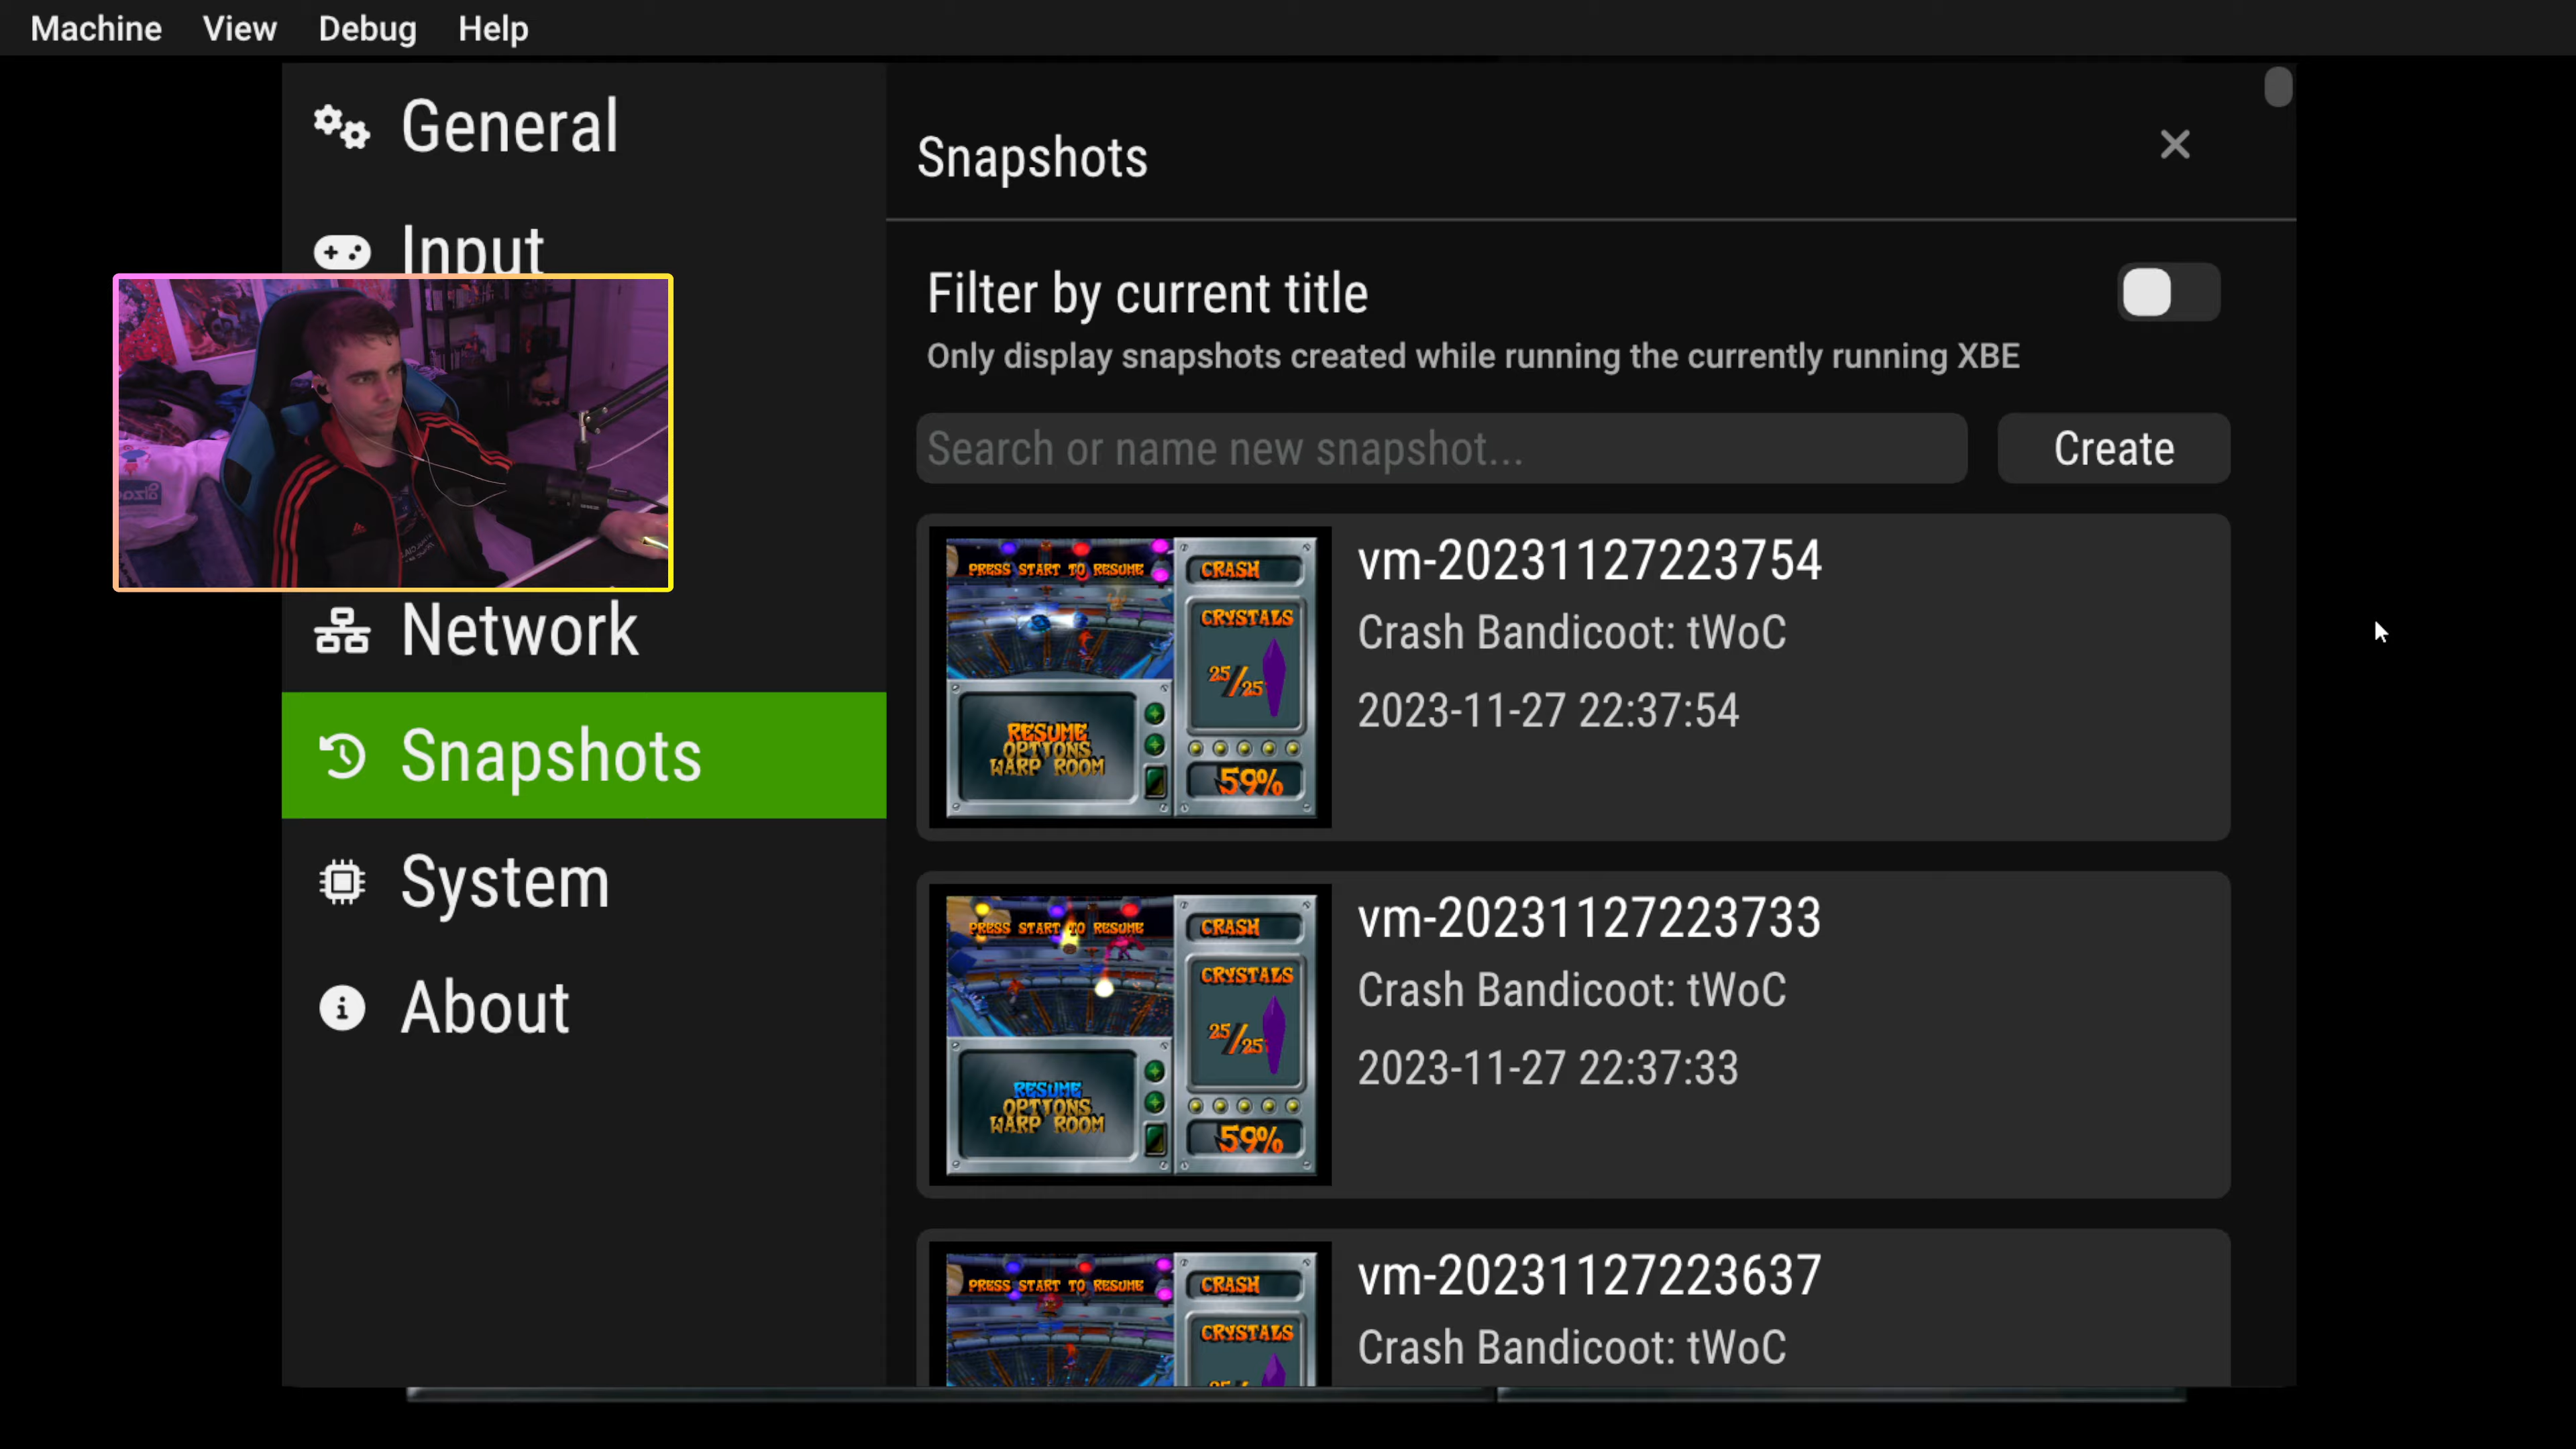 Machine View Debug Help
General
Input
Network
Snapshots
System
About
Snapshots
Filter by current title
Only display snapshots created while running the currently running XBE
Search or name new snapshot...
Create
PRESS START TO RESUME
CRASH
CRYSTALS
25/25
RESUME
OPTIONS
WARP ROOM
59%
vm-20231127223754
Crash Bandicoot: tWoC
2023-11-27 22:37:54
PRESS START TO RESUME
CRASH
CRYSTALS
25/25
RESUME
OPTIONS
WARP ROOM
59%
vm-20231127223733
Crash Bandicoot: tWoC
2023-11-27 22:37:33
PRESS START TO RESUME
CRASH
CRYSTALS
vm-20231127223637
Crash Bandicoot: tWoC